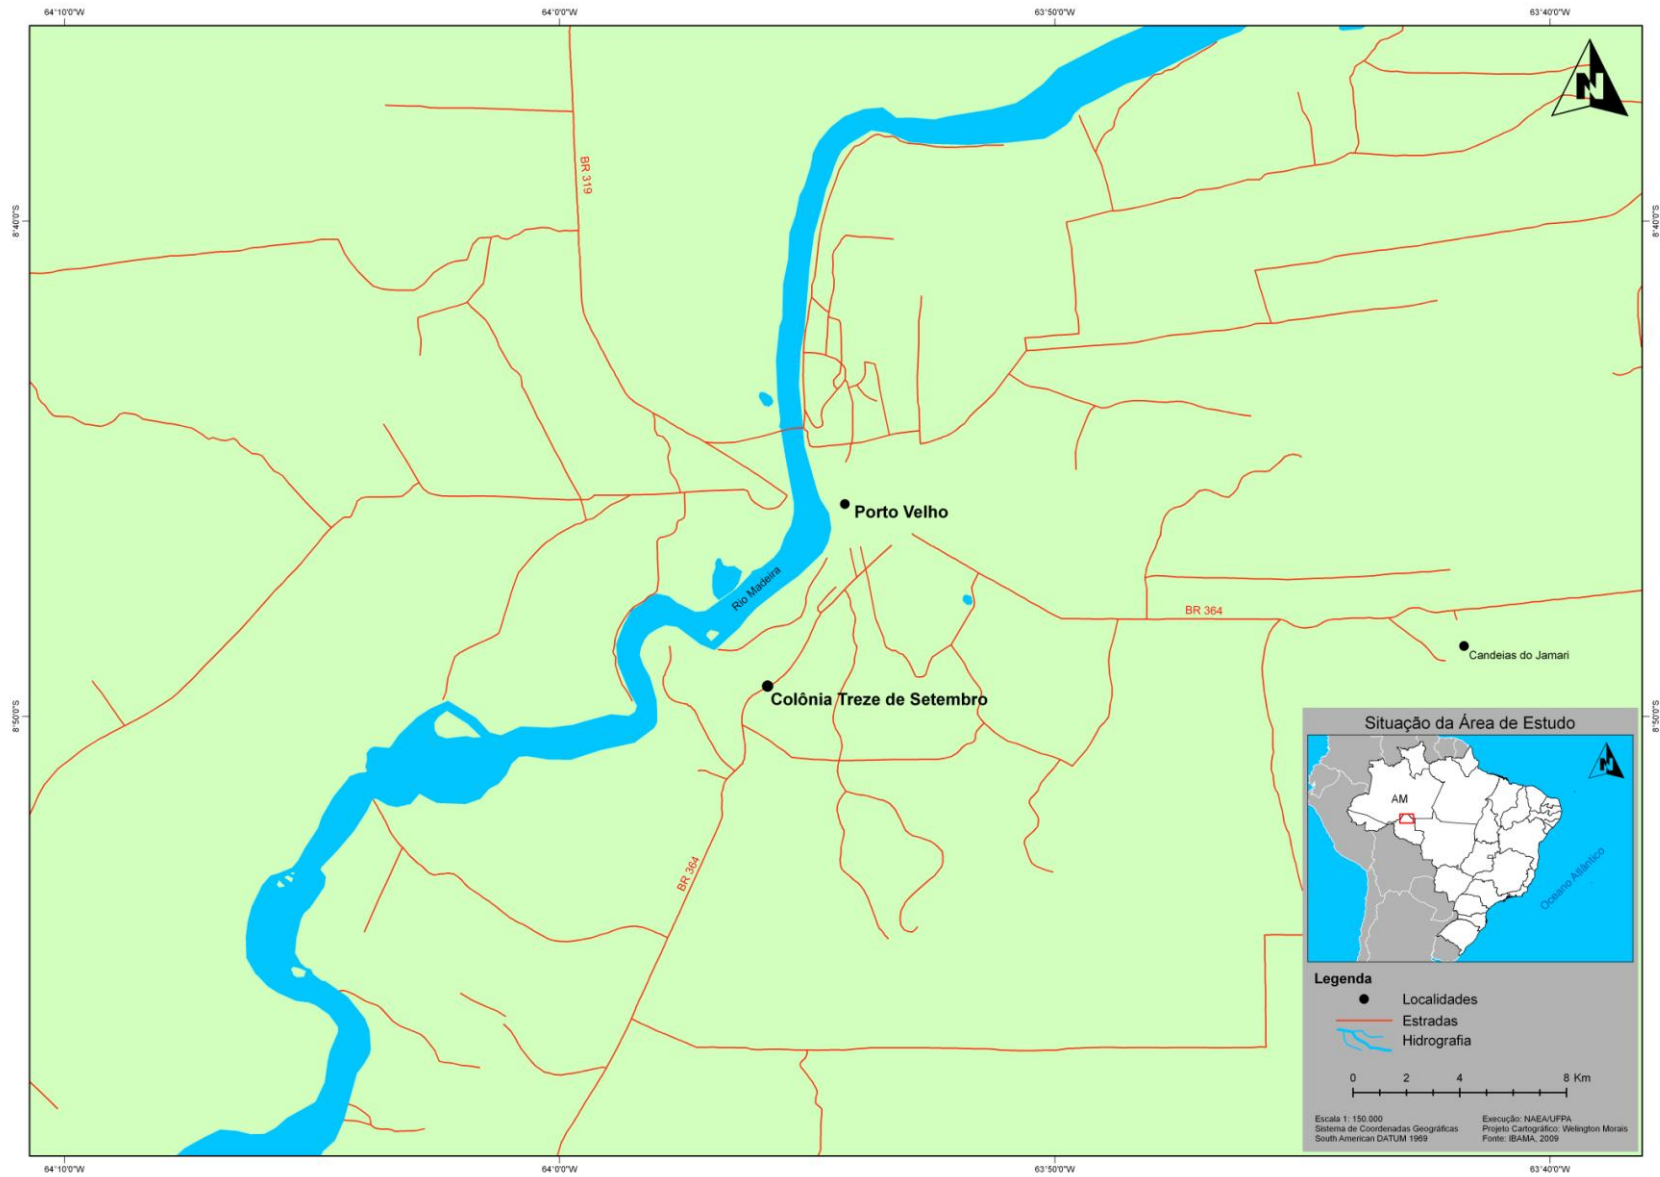 64°10'0"W 64°0'0"W 63°50'0"W 63°40'0"W
N
BR 319
8°40'0"S 8°40'0"S
Porto Velho
Rio Madeira
BR 364
Candeias do Jamari
Colônia Treze de Setembro
8°50'0"S 8°50'0"S
BR 364
Situação da Área de Estudo
N
AM
Oceano Atlântico
Legenda
Localidades
Estradas
Hidrografia
0 2 4 8 Km
Escala 1: 150.000
Sistema de Coordenadas Geográficas
South American DATUM 1969
Execução: NAEA/UFPA
Projeto Cartográfico: Welington Morais
Fonte: IBAMA, 2009
64°10'0"W 64°0'0"W 63°50'0"W 63°40'0"W